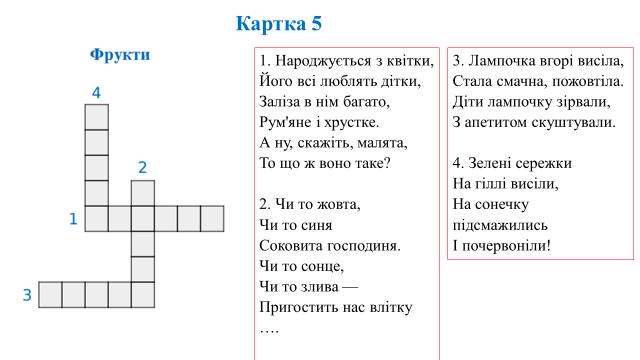 Картка 5
Фрукти
4
2
1
3
1. Народжується з квітки,
Його всі люблять дітки,
Заліза в нім багато,
Рум'яне і хрустке.
А ну, скажіть, малята,
То що ж воно таке?
2. Чи то жовта,
Чи то синя
Соковита господиня.
Чи то сонце,
Чи то злива —
Пригостить нас влітку
….
3. Лампочка вгорі висіла,
Стала смачна, пожовтіла.
Діти лампочку зірвали,
З апетитом скуштували.
4. Зелені сережки
На гіллі висіли,
На сонечку
підсмажились
І почервоніли!